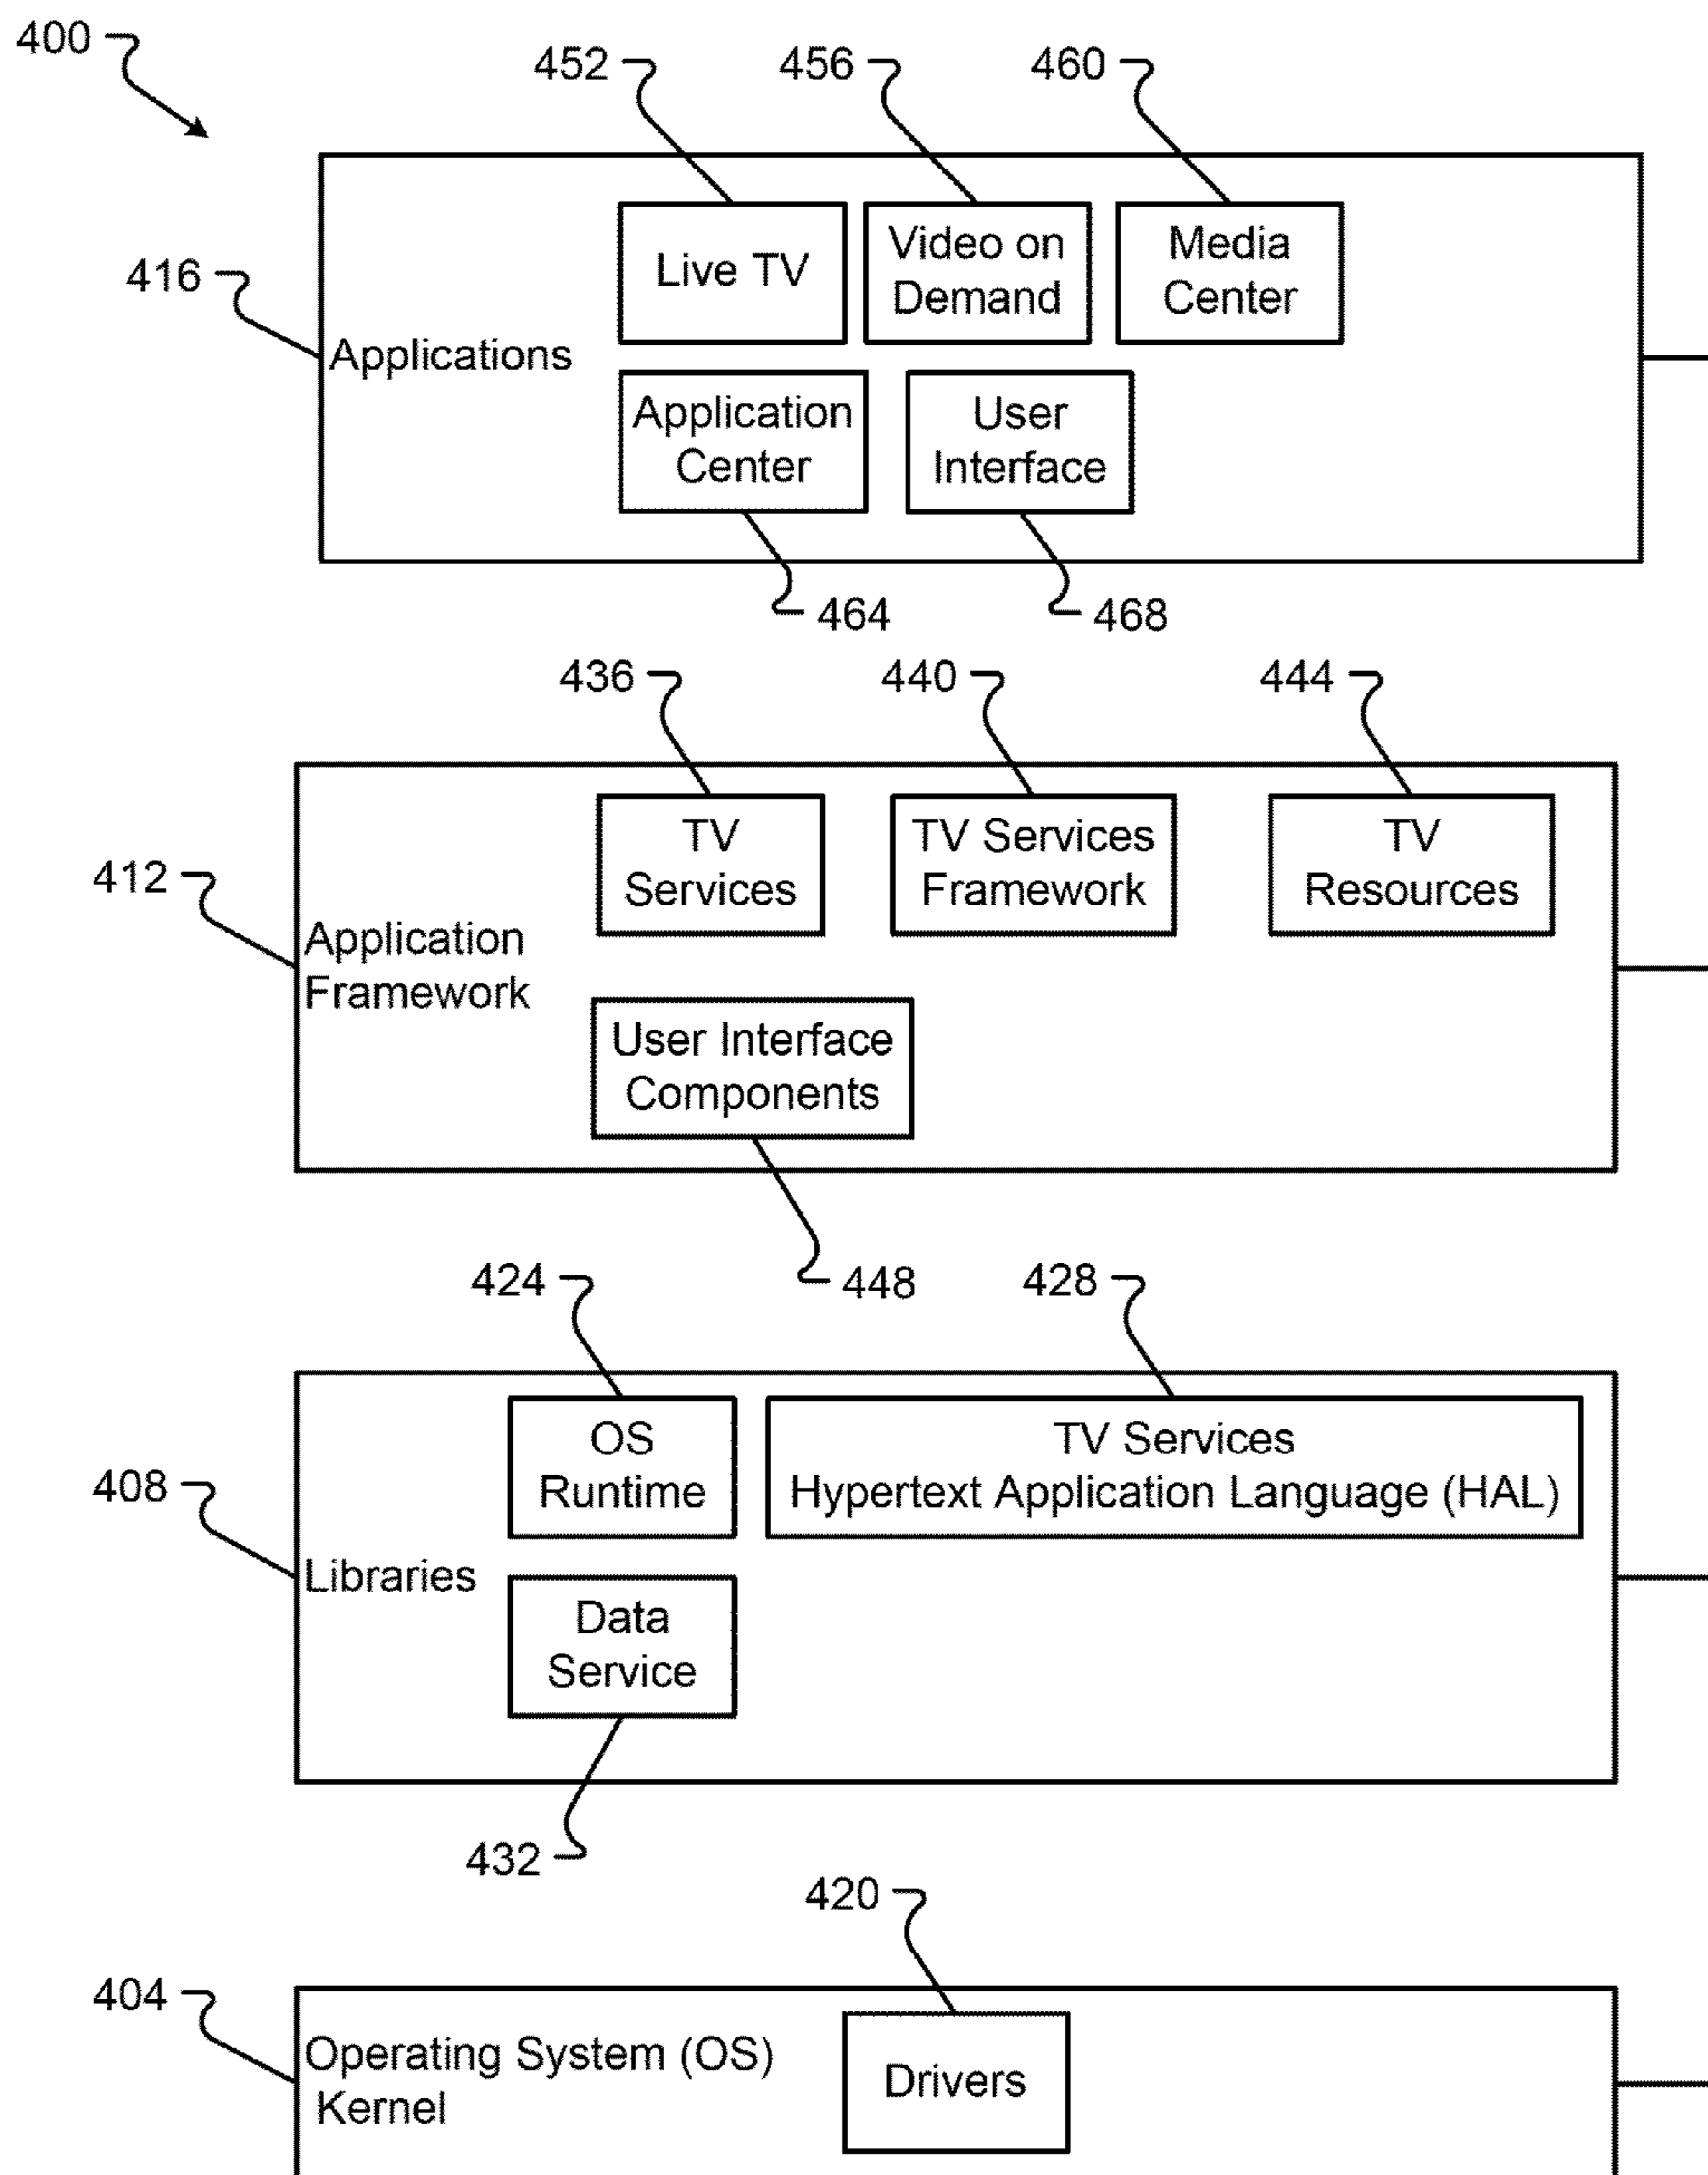 400
452
456
460
416
Applications
Live TV
Video on
Demand
Media
Center
Application
Center
User
Interface
464
468
436
440
444
412
Application
Framework
TV
Services
TV Services
Framework
TV
Resources
User Interface
Components
448
424
428
408
Libraries
OS
Runtime
TV Services
Hypertext Application Language (HAL)
Data
Service
432
420
404
Operating System (OS)
Kernel
Drivers